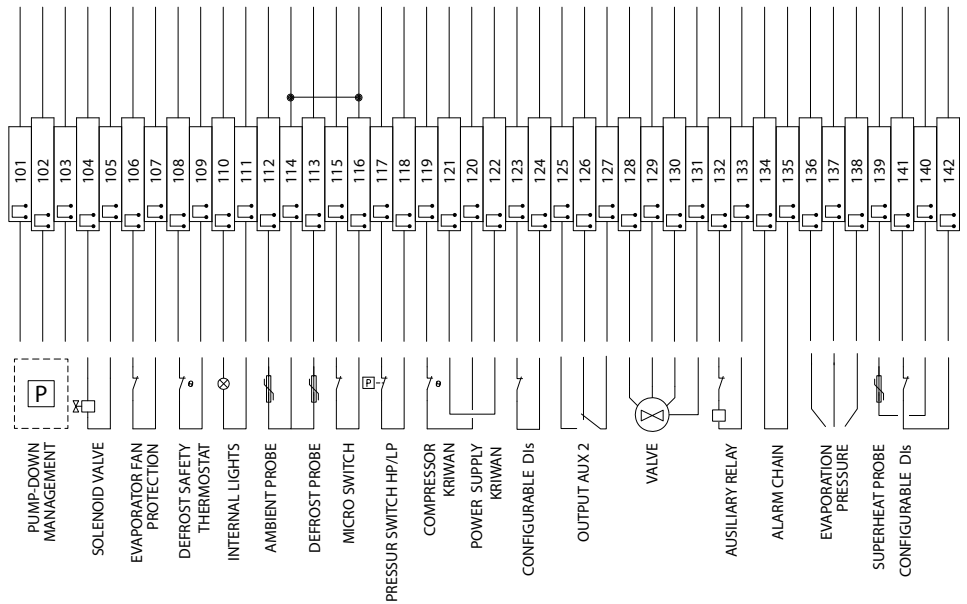 101
102
103
104
105
106
107
108
109
110
111
112
114
113
115
116
117
118
119
121
120
122
123
124
125
126
127
128
129
130
131
132
133
134
135
136
137
138
139
141
140
142
P
P
PUMP-DOWN
MANAGEMENT
SOLENOID VALVE
EVAPORATOR FAN
PROTECTION
DEFROST SAFETY
THERMOSTAT
INTERNAL LIGHTS
AMBIENT PROBE
DEFROST PROBE
MICRO SWITCH
PRESSUR SWITCH HP/LP
COMPRESSOR
KRIWAN
POWER SUPPLY
KRIWAN
CONFIGURABLE DIs
OUTPUT AUX 2
VALVE
AUSILIARY RELAY
ALARM CHAIN
EVAPORATION
PRESSURE
SUPERHEAT PROBE
CONFIGURABLE DIs